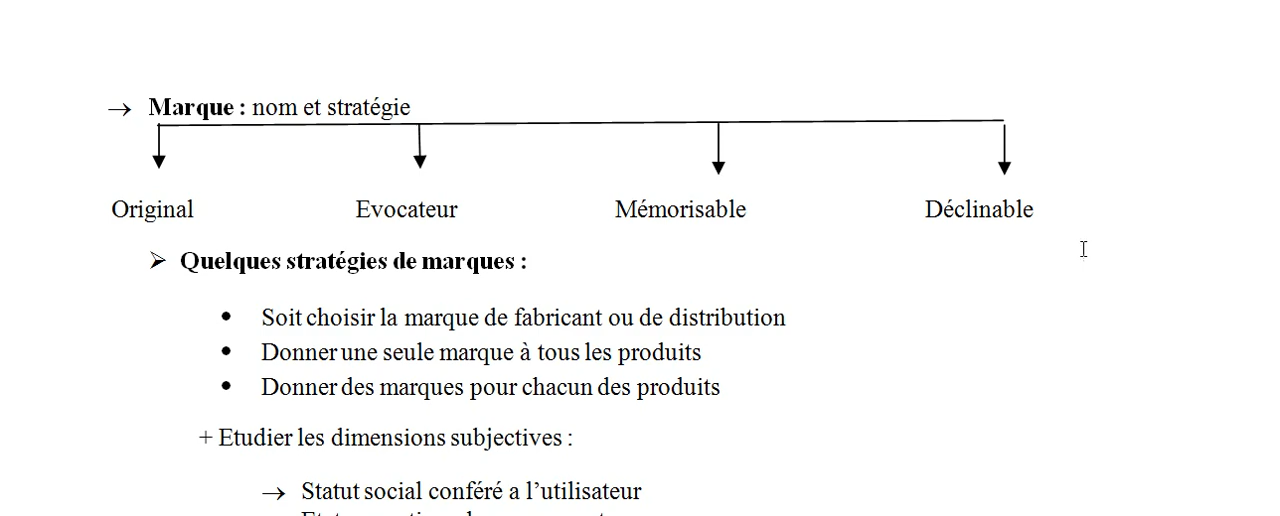 → Marque : nom et stratégie
Original Evocateur Mémorisable Déclinable
➢ Quelques stratégies de marques :
• Soit choisir la marque de fabricant ou de distribution
• Donner une seule marque à tous les produits
• Donner des marques pour chacun des produits
+ Etudier les dimensions subjectives :
→ Statut social conféré a l’utilisateur